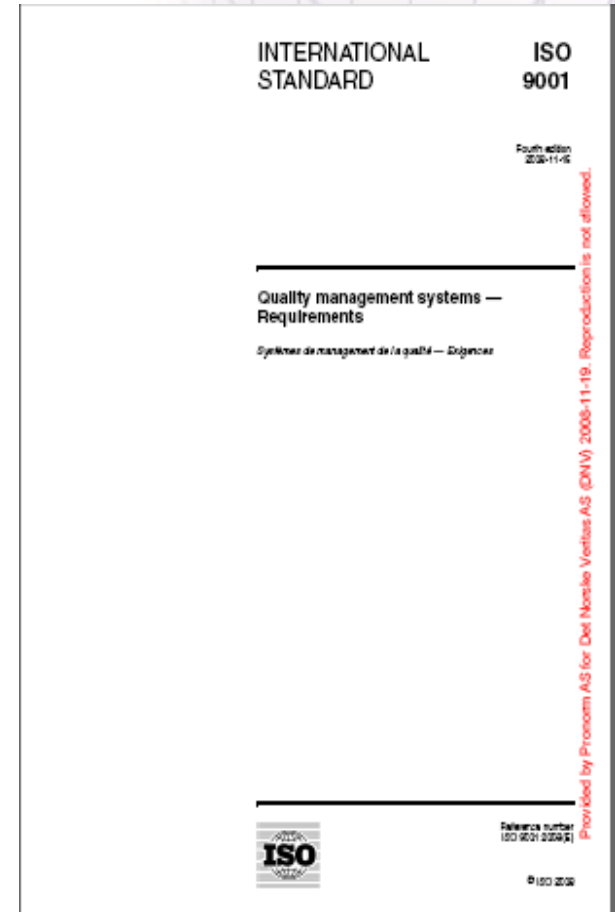 INTERNATIONAL
STANDARD
ISO
9001
Fourth edition
2008-11-15
Quality management systems —
Requirements
Systèmes de management de la qualité — Exigences
Provided by Pronorm AS for Det Norske Veritas AS (DNV) 2008-11-19. Reproduction is not allowed.
ISO
Reference number
ISO 9001:2008(E)
© ISO 2008